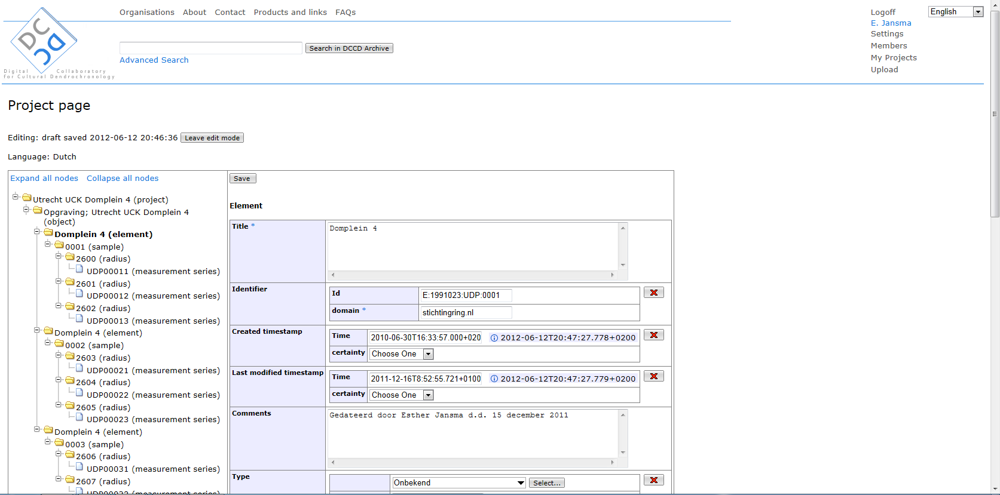 Organisations About Contact Products and links FAQs
Logoff
English
E. Jansma
Settings
Members
My Projects
Upload
DCCD
Digital Collaboratory
for Cultural Dendrochronology
Search in DCCD Archive
Advanced Search
Project page
Editing: draft saved 2012-06-12 20:46:36 Leave edit mode
Language: Dutch
Expand all nodes Collapse all nodes
Utrecht UCK Domplein 4 (project)
Opgraving; Utrecht UCK Domplein 4
(object)
Domplein 4 (element)
0001 (sample)
2600 (radius)
UDP00011 (measurement series)
2601 (radius)
UDP00012 (measurement series)
2602 (radius)
UDP00013 (measurement series)
Domplein 4 (element)
0002 (sample)
2603 (radius)
UDP00021 (measurement series)
2604 (radius)
UDP00022 (measurement series)
2605 (radius)
UDP00023 (measurement series)
Domplein 4 (element)
0003 (sample)
2606 (radius)
UDP00031 (measurement series)
2607 (radius)
UDP00032 (measurement series)
Save
Element
Title * Domplein 4
Identifier
Id E:1991023:UDP:0001
domain * stichtingring.nl
Created timestamp
Time 2010-06-30T16:33:57.000+020 2012-06-12T20:47:27.778+0200
certainty Choose One
Last modified timestamp
Time 2011-12-16T8:52:55.721+0100 2012-06-12T20:47:27.779+0200
certainty Choose One
Comments Gedateerd door Esther Jansma d.d. 15 december 2011
Type Onbekend Select...